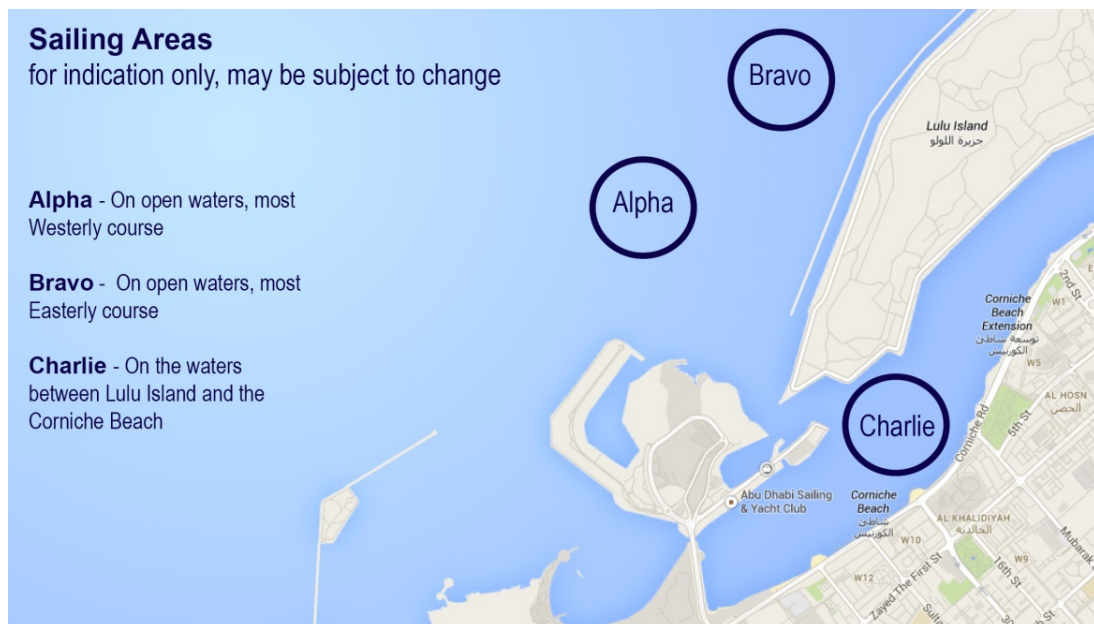 Sailing Areas
for indication only, may be subject to change
Alpha - On open waters, most
Westerly course
Bravo - On open waters, most
Easterly course
Charlie - On the waters
between Lulu Island and the
Corniche Beach
Bravo
Alpha
Charlie
Lulu Island
جزيرة اللولو
Corniche
Beach
Extension
توسعة شاطئ
الكورنيش
2nd St
W1
W5
AL HOSN
الحصن
5th St
Corniche Rd
Abu Dhabi Sailing
& Yacht Club
Corniche
Beach
شاطئ
الكورنيش
AL KHALIDIYAH
الخالدية
W10
W9
W12
16th St
Zayed The First St